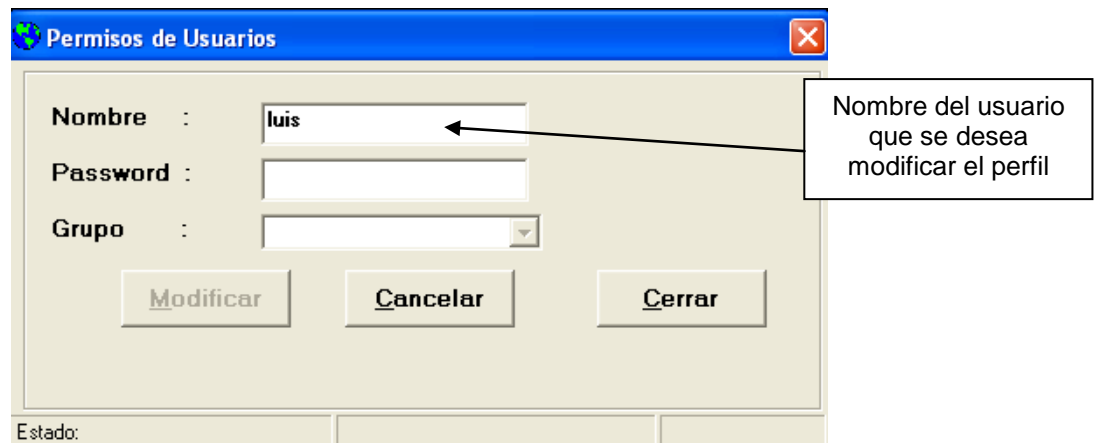 Permisos de Usuarios
Nombre :
luis
Nombre del usuario
que se desea
modificar el perfil
Password :
Grupo :
Modificar
Cancelar
Cerrar
Estado: